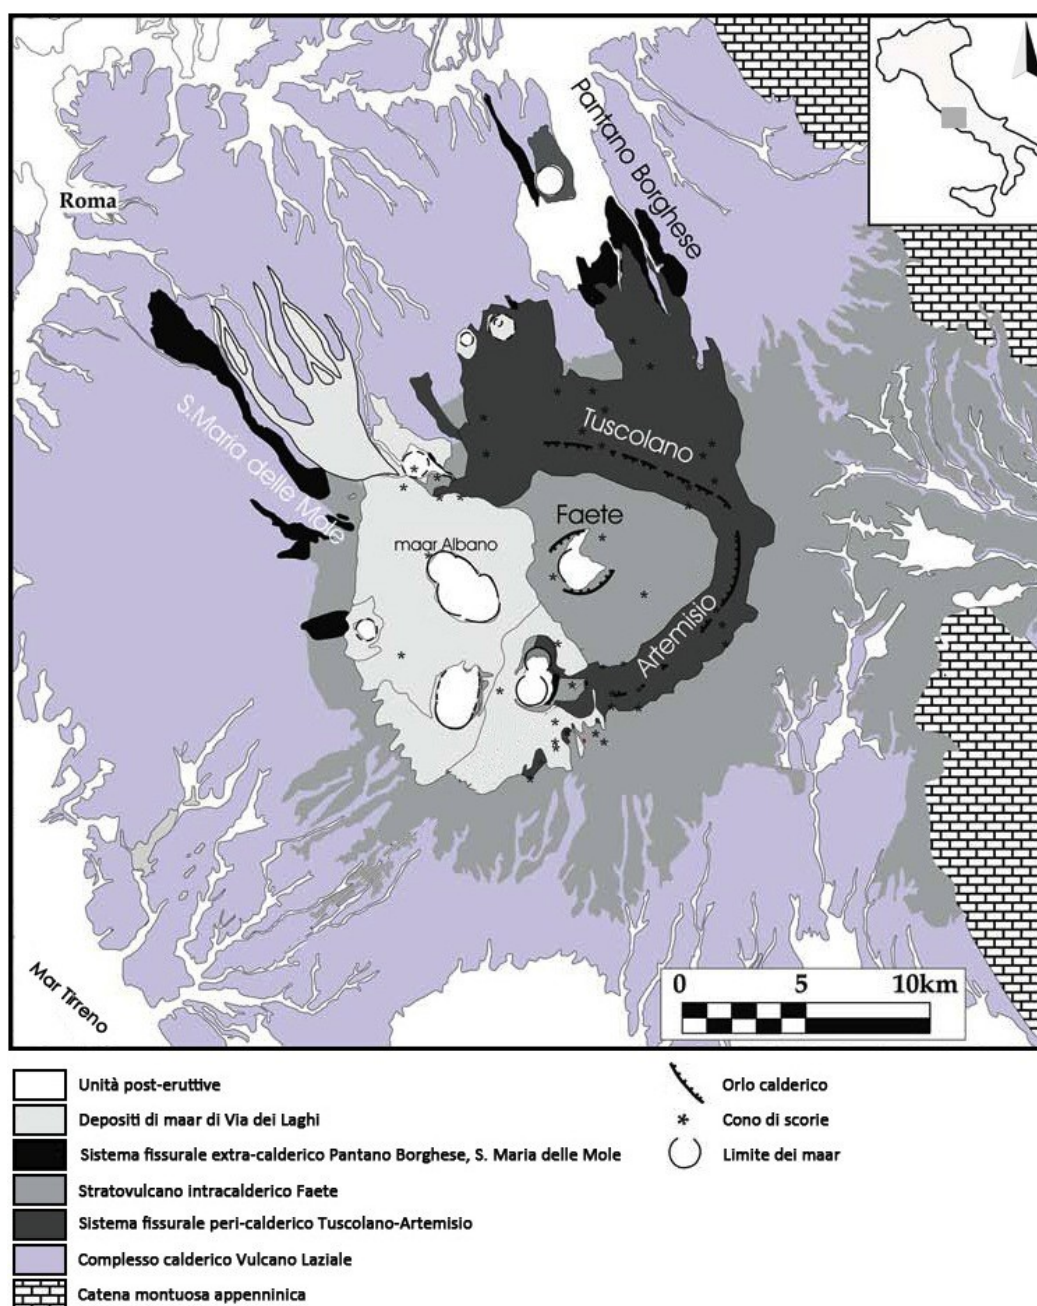 Pantano Borghese
Roma
S.Maria delle Mole
Tuscolano
Faete
maar Albano
Artemisio
Mar Tirreno
0 5 10km
Unità post-eruttive
Depositi di maar di Via dei Laghi
Sistema fissurale extra-calderico Pantano Borghese, S. Maria delle Mole
Stratovulcano intracalderico Faete
Sistema fissurale peri-calderico Tuscolano-Artemisio
Complesso calderico Vulcano Laziale
Catena montuosa appenninica
Orlo calderico
Cono di scorie
Limite dei maar